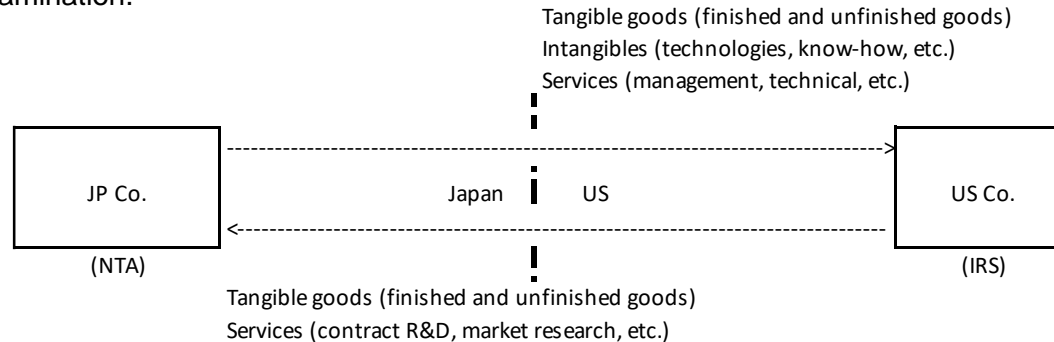 amination.
Tangible goods (finished and unfinished goods)
Intangibles (technologies, know-how, etc.)
Services (management, technical, etc.)
JP Co.
Japan
US
US Co.
(NTA)
(IRS)
Tangible goods (finished and unfinished goods)
Services (contract R&D, market research, etc.)